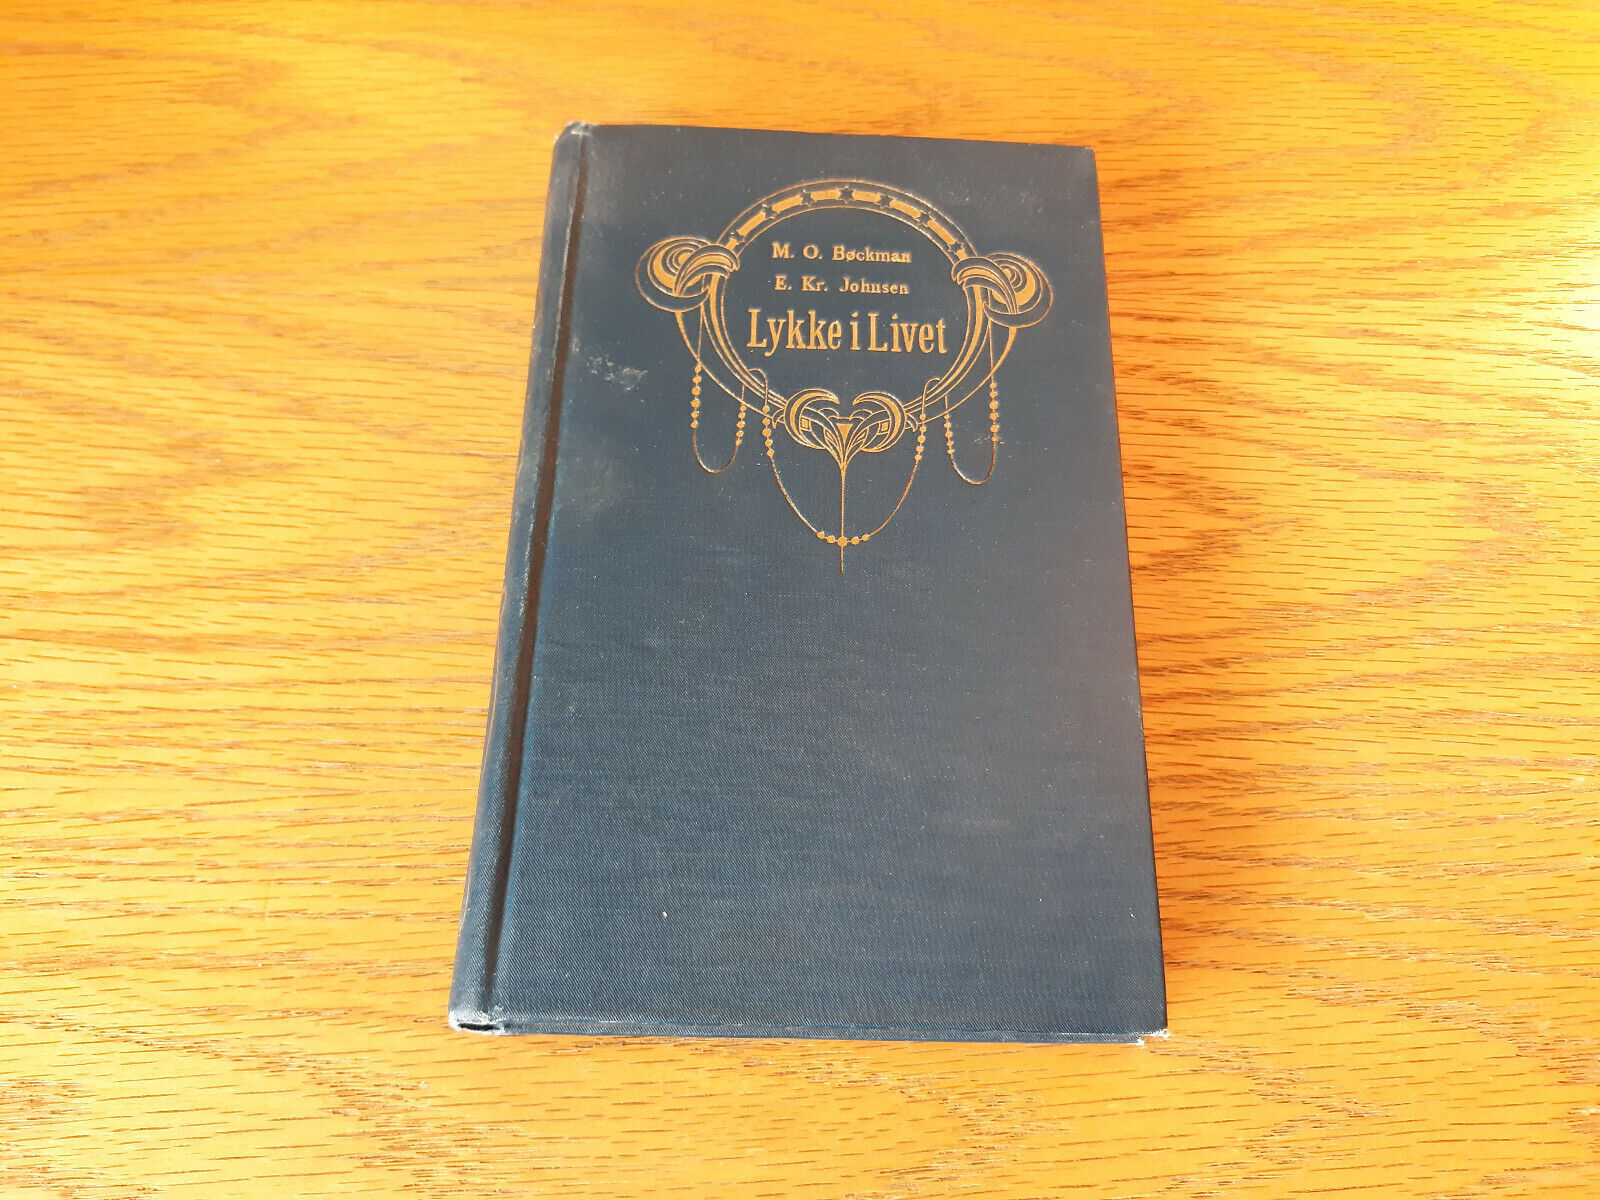 M. O. Bøckman
E. Kr. Johnsen
Lykke i Livet